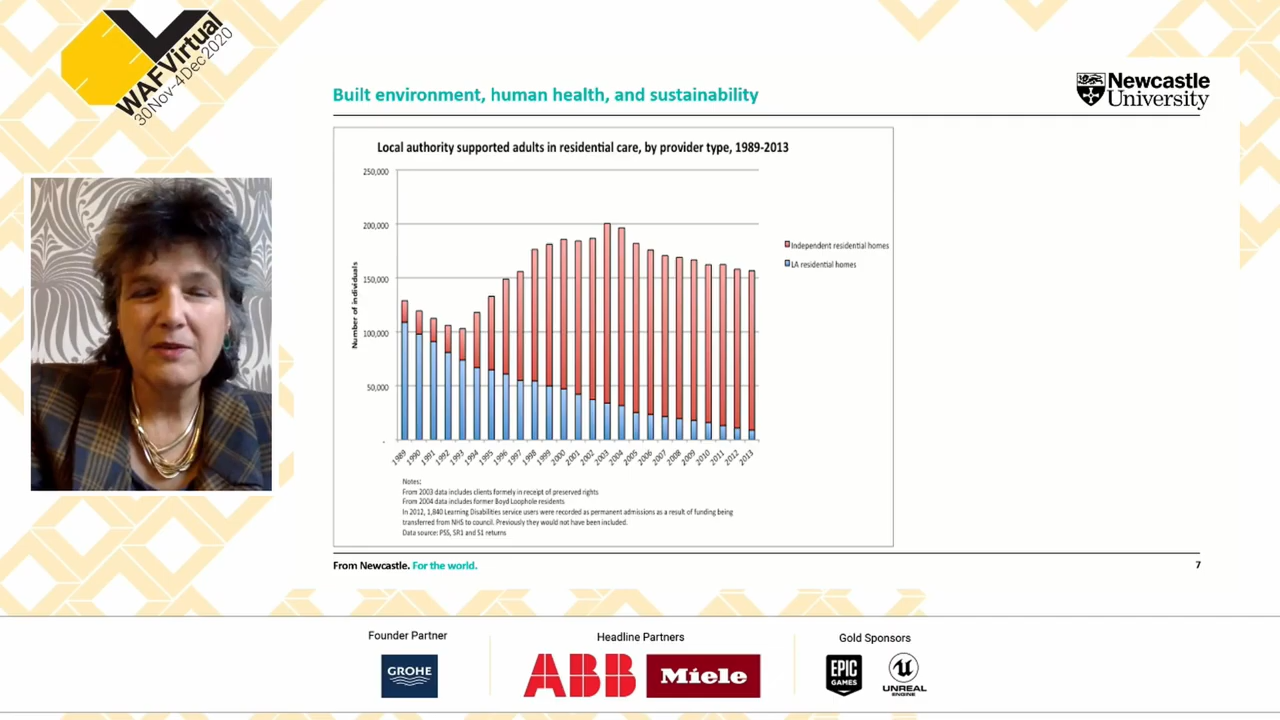 WAFVirtual
30Nov-4Dec2020
Built environment, human health, and sustainability
Newcastle
University
Local authority supported adults in residential care, by provider type, 1989-2013
250,000
200,000
150,000
100,000
50,000
-
Number of individuals
Independent residential homes
LA residential homes
1989 1990 1991 1992 1993 1994 1995 1996 1997 1998 1999 2000 2001 2002 2003 2004 2005 2006 2007 2008 2009 2010 2011 2012 2013
Notes:
From 2003 data includes clients formely in receipt of preserved rights
From 2004 data includes former Boyd Loophole residents
In 2012, 1,840 Learning Disabilities service users were recorded as permanent admissions as a result of funding being
transferred from NHS to council. Previously they would not have been included.
Data source: PSS, SR1 and S1 returns
From Newcastle. For the world.
7
Founder Partner
Headline Partners
Gold Sponsors
GROHE
ABB
Miele
EPIC
GAMES
UNREAL
ENGINE